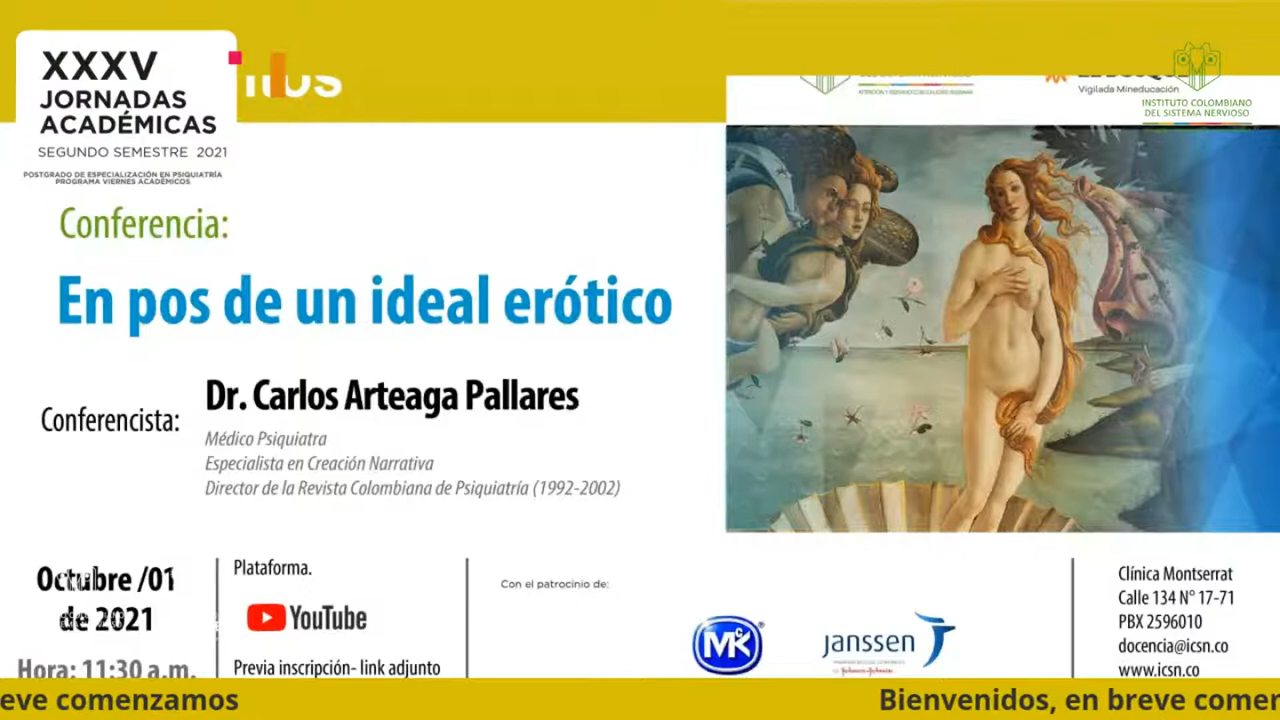 XXXV
JORNADAS
ACADÉMICAS
SEGUNDO SEMESTRE 2021
POSTGRADO DE ESPECIALIZACIÓN EN PSIQUIATRÍA
PROGRAMA VIERNES ACADÉMICOS
Vigilada Mineducación
INSTITUTO COLOMBIANO
DEL SISTEMA NERVIOSO
Conferencia:
En pos de un ideal erótico
Conferencista:
Dr. Carlos Arteaga Pallares
Médico Psiquiatra
Especialista en Creación Narrativa
Director de la Revista Colombiana de Psiquiatría (1992-2002)
Octubre /01
de 2021
Hora: 11:30 a.m.
Plataforma.
YouTube
Previa inscripción- link adjunto
Con el patrocinio de:
MK
janssen
Clínica Montserrat
Calle 134 N° 17-71
PBX 2596010
docencia@icsn.co
www.icsn.co
eve comenzamos
Bienvenidos, en breve comen